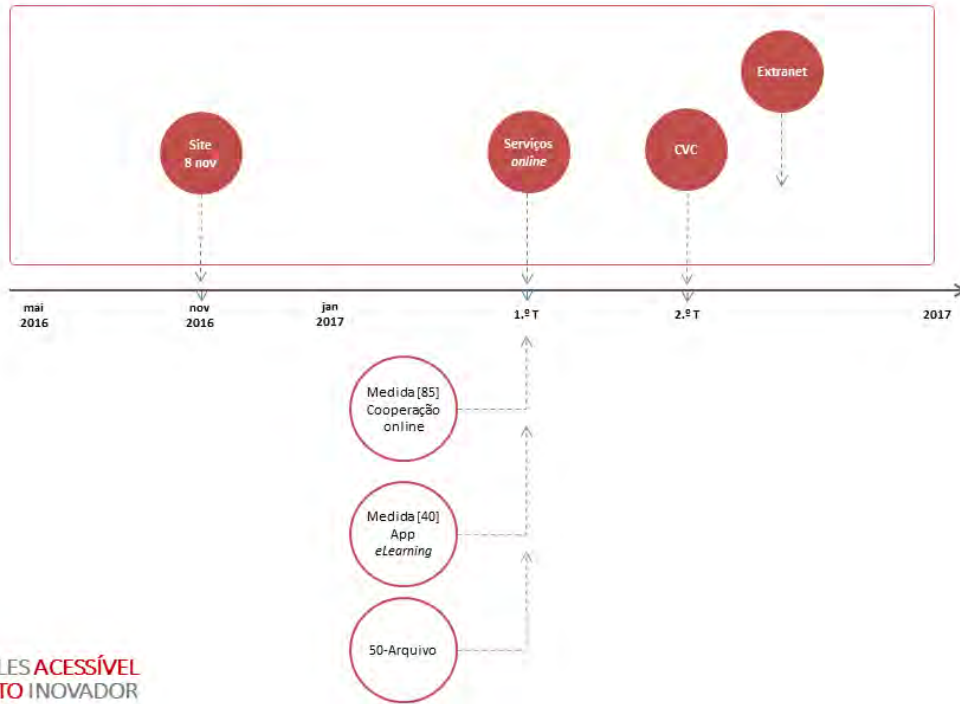 Extranet
Site
8 nov
Serviços
online
CVC
mai
2016
nov
2016
jan
2017
1.º T
2.º T
2017
Medida[85]
Cooperação
online
Medida[40]
App
eLearning
50-Arquivo
LES ACESSÍVEL
TO INOVADOR